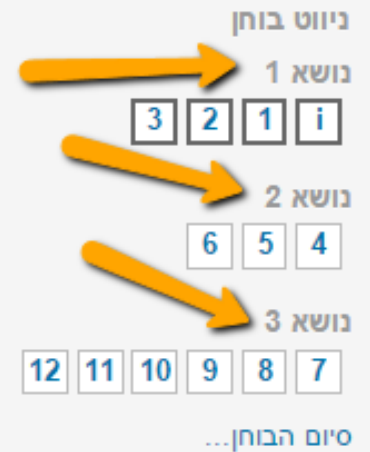 ניווט בוחן
נושא 1
i 1 2 3
נושא 2
4 5 6
נושא 3
7 8 9 10 11 12
סיום הבוחן...